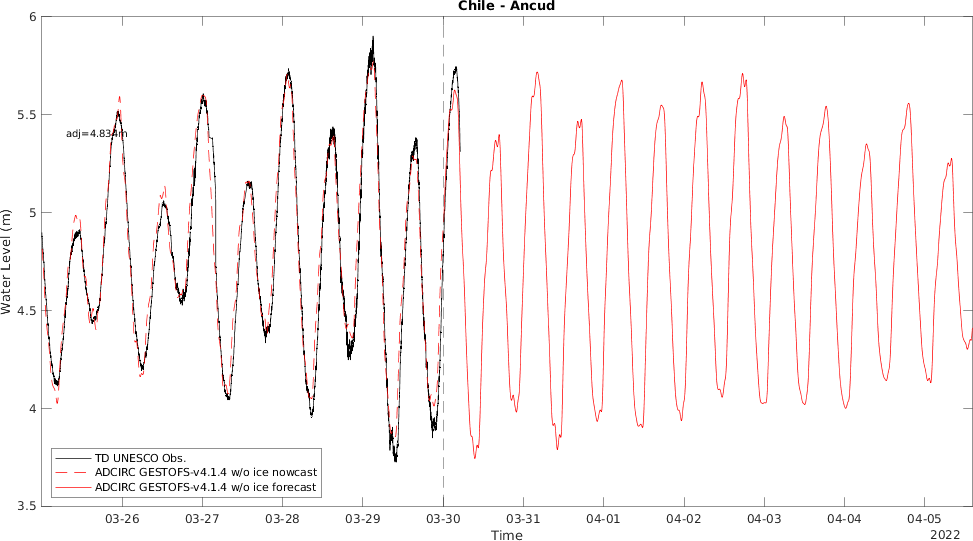 Chile - Ancud
6
5.5
5
4.5
4
3.5
Water Level (m)
adj=4.834m
TD UNESCO Obs.
ADCIRC GESTOFS-v4.1.4 w/o ice nowcast
ADCIRC GESTOFS-v4.1.4 w/o ice forecast
03-26 03-27 03-28 03-29 03-30 03-31 04-01 04-02 04-03 04-04 04-05
Time
2022